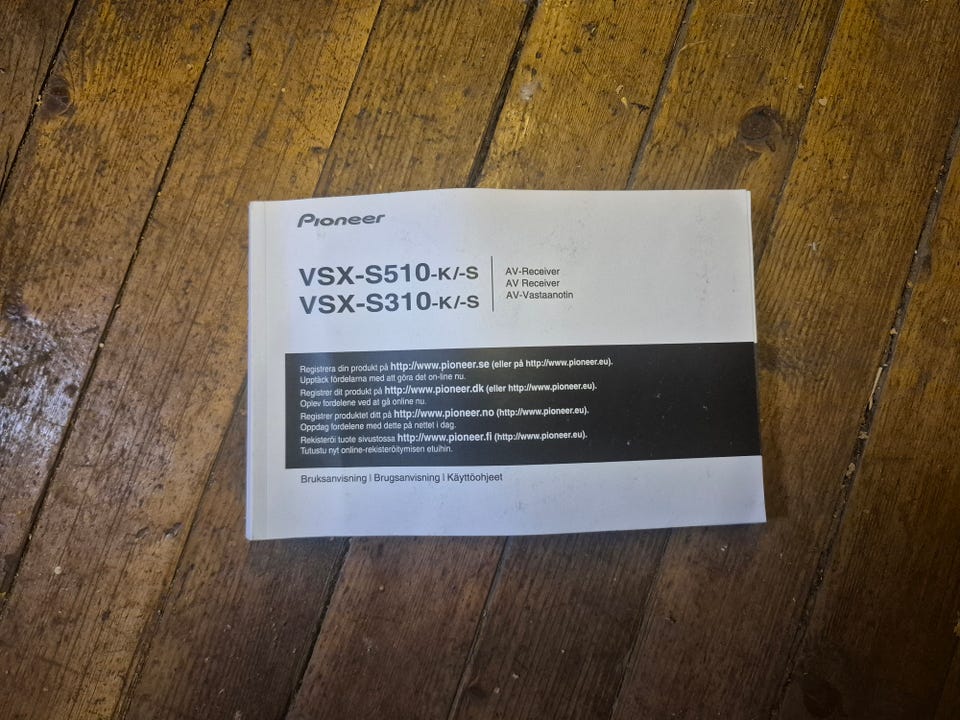 Pioneer
VSX-S510-K/-S
VSX-S310-K/-S
AV-Receiver
AV Receiver
AV-Vastaanotin
Registrera din produkt på http://www.pioneer.se (eller på http://www.pioneer.eu).
Upptäck fördelarna med att göra det on-line nu.
Registrer dit produkt på http://www.pioneer.dk (eller http://www.pioneer.eu).
Oplev fordelene ved at gå online nu.
Registrer produktet ditt på http://www.pioneer.no (http://www.pioneer.eu).
Oppdag fordelene med dette på nettet i dag.
Rekisteröi tuote sivustossa http://www.pioneer.fi (http://www.pioneer.eu).
Tutustu nyt online-rekisteröitymisen etuihin.
Bruksanvisning | Brugsanvisning | Käyttöohjeet